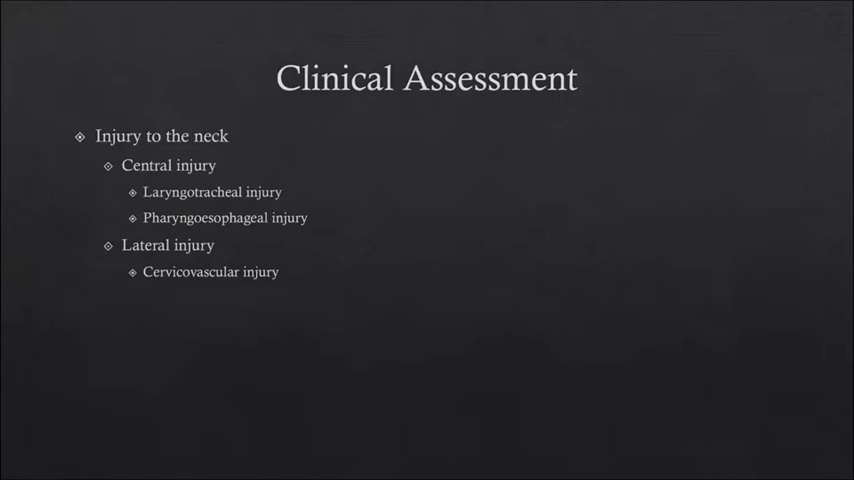 Clinical Assessment
Injury to the neck
Central injury
Laryngotracheal injury
Pharyngoesophageal injury
Lateral injury
Cervicovascular injury